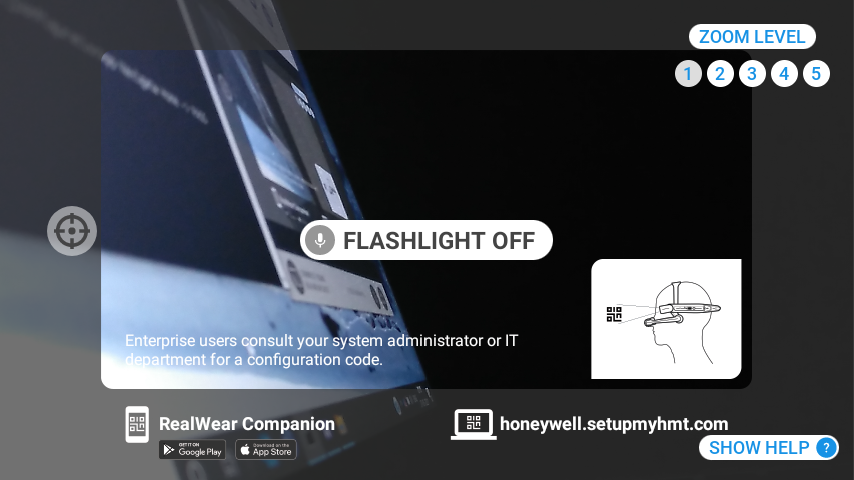 ZOOM LEVEL
1 2 3 4 5
FLASHLIGHT OFF
Enterprise users consult your system administrator or IT
department for a configuration code.
RealWear Companion
GET IT ON
Google Play
Download on the
App Store
honeywell.setupmyhmt.com
SHOW HELP ?